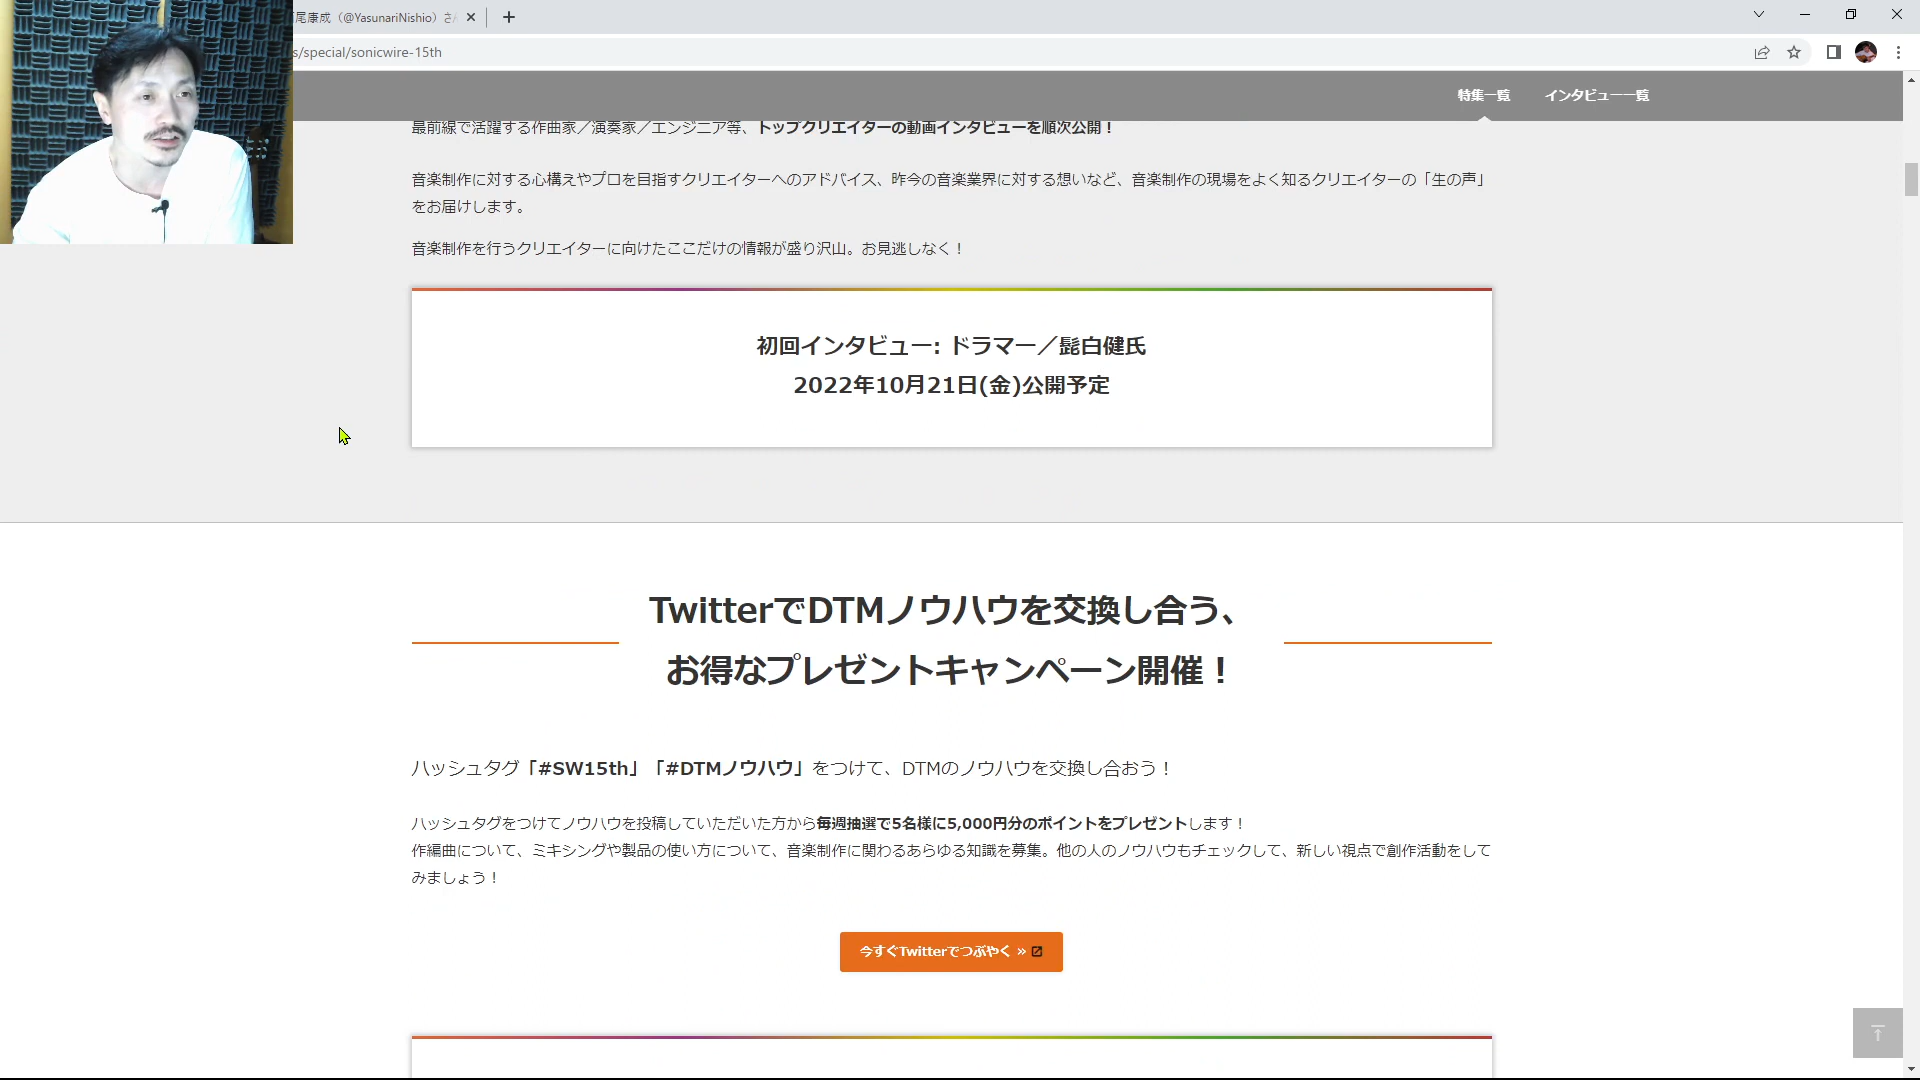 尾康成（@YasunariNishio）さん
s/special/sonicwire-15th
特集一覧
インタビュー一覧
最前線で活躍する作曲家／演奏家／エンジニア等、トップクリエイターの動画インタビューを順次公開！
音楽制作に対する心構えやプロを目指すクリエイターへのアドバイス、昨今の音楽業界に対する想いなど、音楽制作の現場をよく知るクリエイターの「生の声」
をお届けします。
音楽制作を行うクリエイターに向けたここだけの情報が盛り沢山。お見逃しなく！
初回インタビュー: ドラマー／髭白健氏
2022年10月21日(金)公開予定
TwitterでDTMノウハウを交換し合う、
お得なプレゼントキャンペーン開催！
ハッシュタグ「#SW15th」「#DTMノウハウ」をつけて、DTMのノウハウを交換し合おう！
ハッシュタグをつけてノウハウを投稿していただいた方から毎週抽選で5名様に5,000円分のポイントをプレゼントします！
作編曲について、ミキシングや製品の使い方について、音楽制作に関わるあらゆる知識を募集。他の人のノウハウもチェックして、新しい視点で創作活動をして
みましょう！
今すぐTwitterでつぶやく »